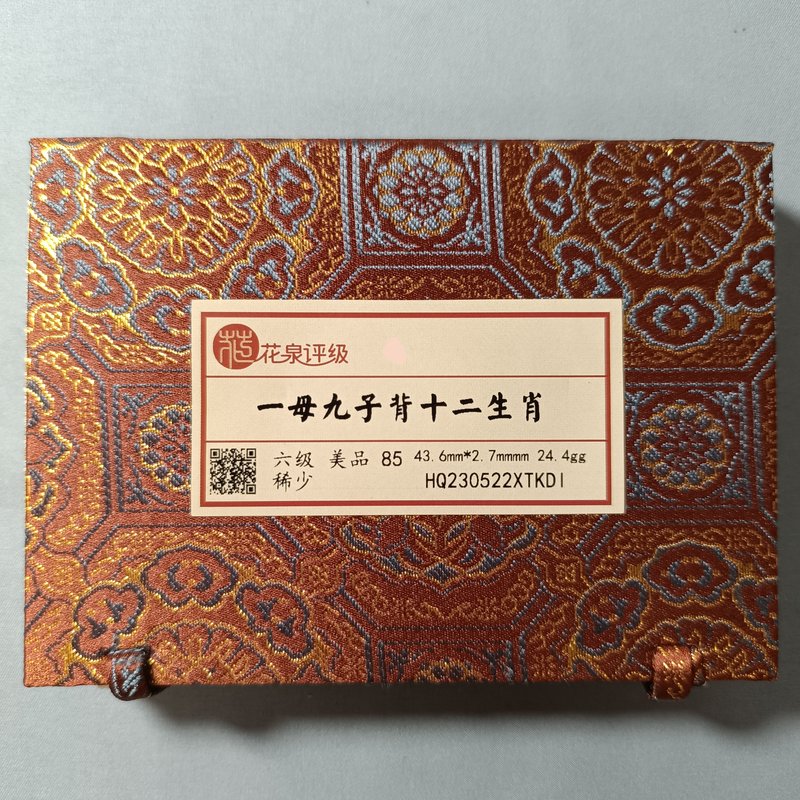 花泉评级
一母九子背十二生肖
六级 美品 85 43.6mm*2.7mmmm 24.4gg
稀少 HQ230522XTKDI